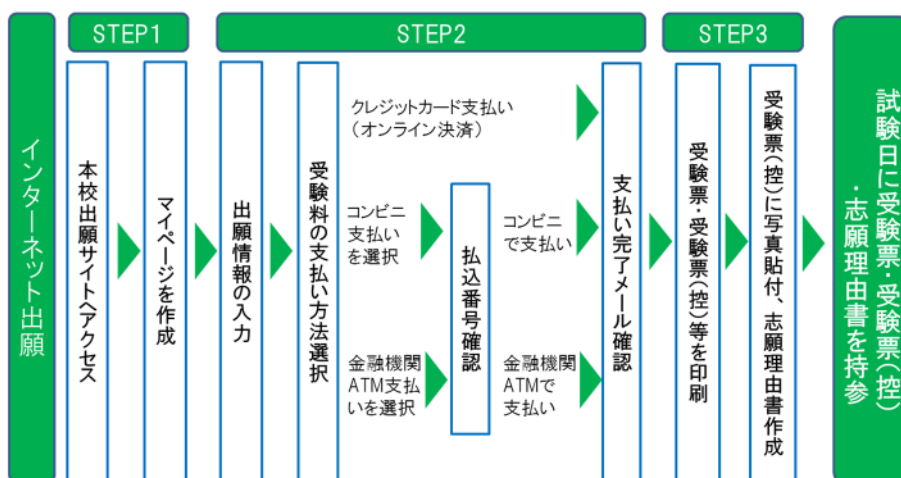 インターネット出願
STEP1
本校出願サイトへアクセス
マイページを作成
STEP2
出願情報の入力
受験料の支払い方法選択
クレジットカード支払い
(オンライン決済)
コンビニ
支払い
を選択
金融機関
ATM支払
いを選択
払込番号確認
コンビニ
で支払い
金融機関
ATMで
支払い
支払い完了メール確認
STEP3
受験票・受験票(控)等を印刷
受験票(控)に写真貼付、志願理由書作成
試験日に受験票・受験票(控)
・志願理由書を持参